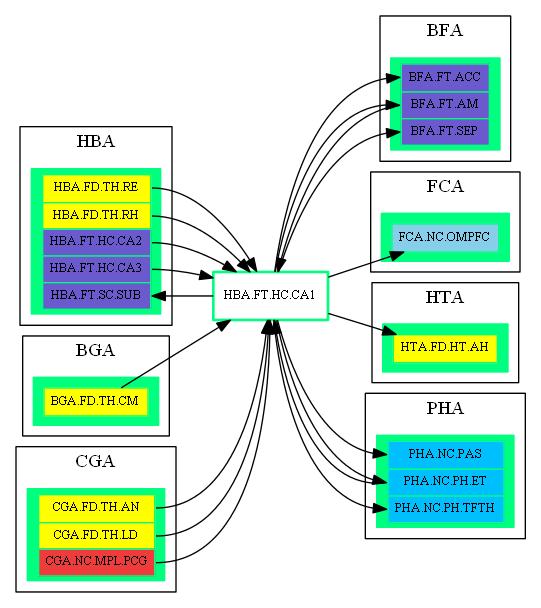 HBA
HBA.FD.TH.RE
HBA.FD.TH.RH
HBA.FT.HC.CA2
HBA.FT.HC.CA3
HBA.FT.SC.SUB
BGA
BGA.FD.TH.CM
CGA
CGA.FD.TH.AN
CGA.FD.TH.LD
CGA.NC.MPL.PCG
HBA.FT.HC.CA1
BFA
BFA.FT.ACC
BFA.FT.AM
BFA.FT.SEP
FCA
FCA.NC.OMPFC
HTA
HTA.FD.HT.AH
PHA
PHA.NC.PAS
PHA.NC.PH.ET
PHA.NC.PH.TFTH